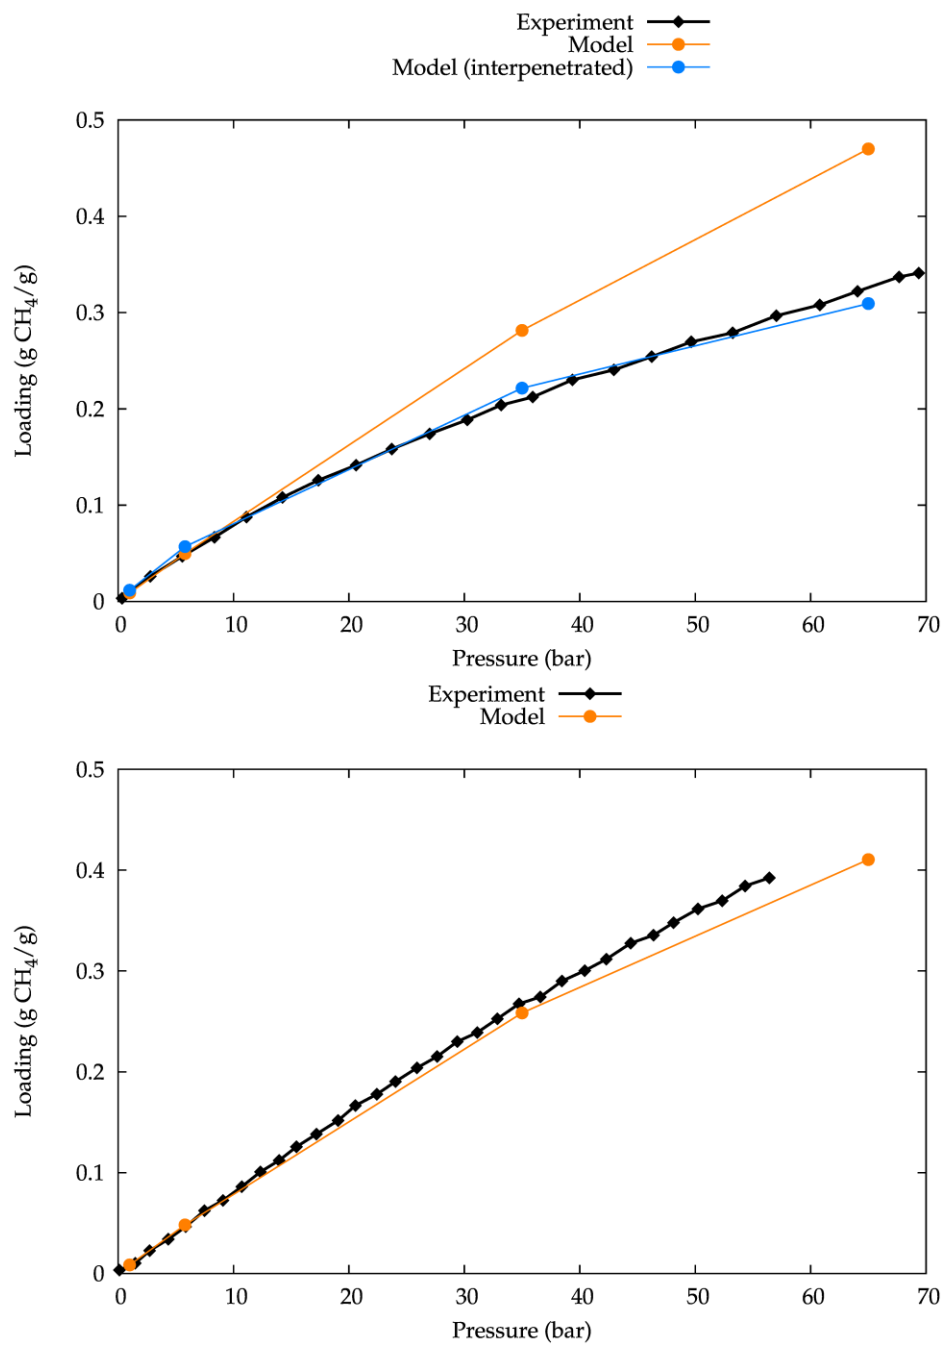 Experiment
Model
Model (interpenetrated)
0.5
0.4
0.3
0.2
0.1
0
Loading (g CH₄/g)
0 10 20 30 40 50 60 70
Pressure (bar)
Experiment
Model
0.5
0.4
0.3
0.2
0.1
0
Loading (g CH₄/g)
0 10 20 30 40 50 60 70
Pressure (bar)